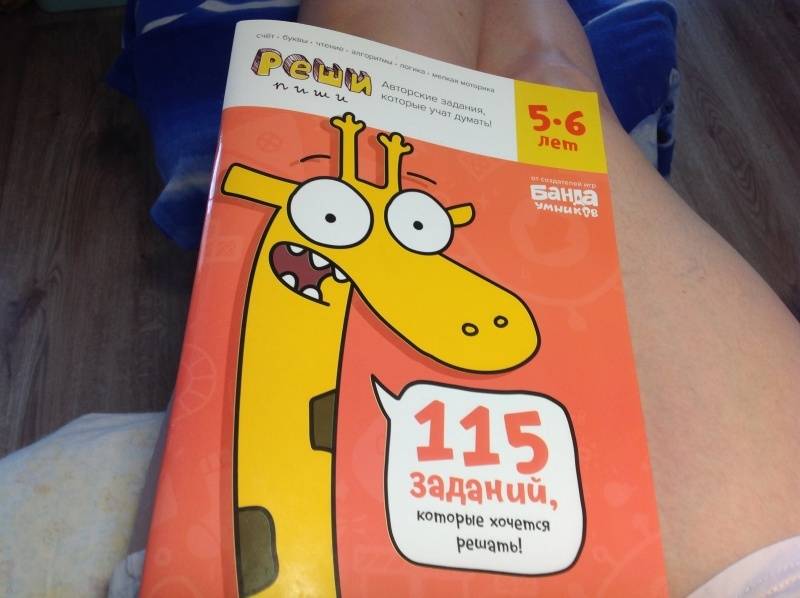 счёт • буквы • чтение • алгоритмы • логика • мелкая моторика
Реши
пиши
Авторские задания,
которые учат думать!
5-6
лет
от создателей игр
банда
умников
115
заданий,
которые хочется
решать!